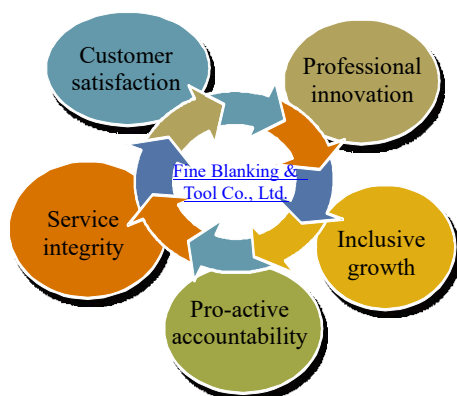 Customer
satisfaction
Professional
innovation
Fine Blanking &
Tool Co., Ltd.
Service
integrity
Inclusive
growth
Pro-active
accountability